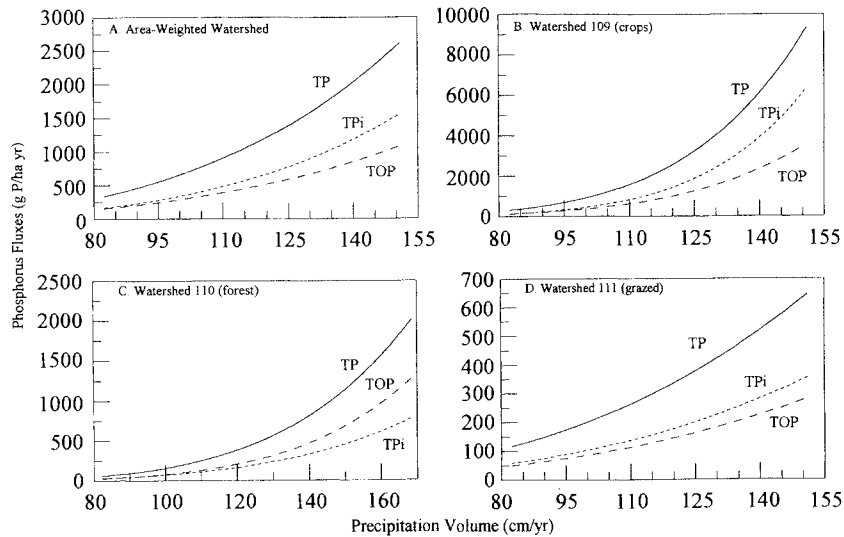 Phosphorus Fluxes (g P/ha yr)
A. Area-Weighted Watershed
3000
2500
2000
1500
1000
500
0
TP
TPi
TOP
80 95 110 125 140 155
B. Watershed 109 (crops)
10000
8000
6000
4000
2000
0
TP
TPi
TOP
80 95 110 125 140 155
C. Watershed 110 (forest)
2500
2000
1500
1000
500
0
TP
TOP
TPi
80 100 120 140 160
D. Watershed 111 (grazed)
700
600
500
400
300
200
100
0
TP
TPi
TOP
80 95 110 125 140 155
Precipitation Volume (cm/yr)